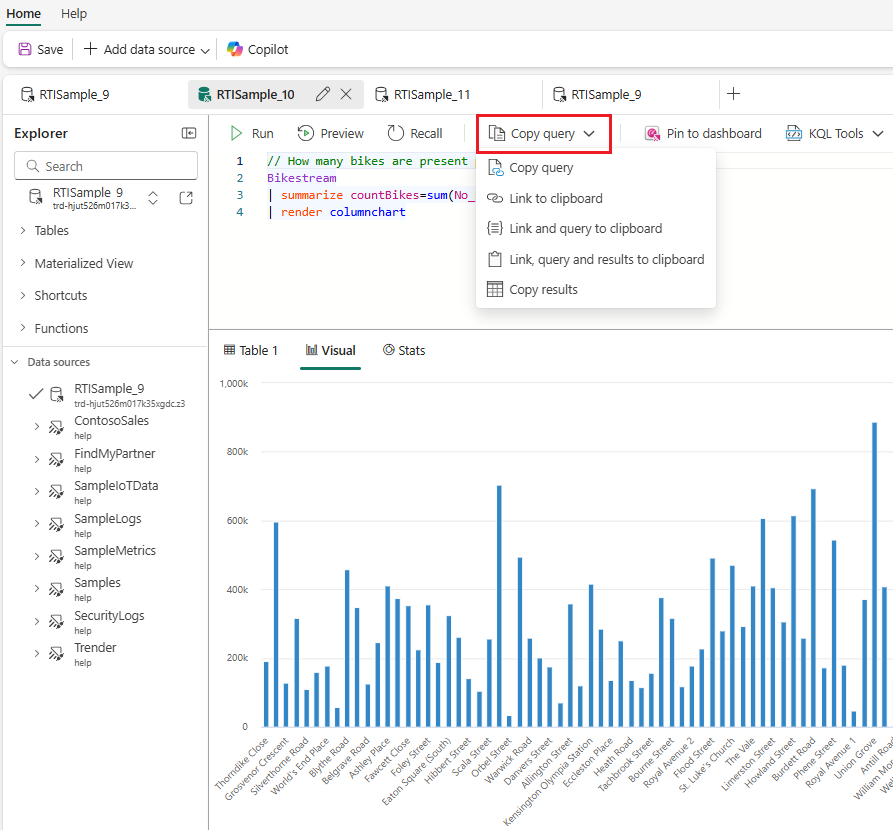 Home Help
Save Add data source Copilot
RTISample_9 RTISample_10 RTISample_11 RTISample_9
Explorer
Search
RTISample_9
trd-hjut526m017k3...
Tables
Materialized View
Shortcuts
Functions
Data sources
RTISample_9
trd-hjut526m017k35xgdc.z3
ContosoSales
help
FindMyPartner
help
SampleIoTData
help
SampleLogs
help
SampleMetrics
help
Samples
help
SecurityLogs
help
Trender
help
Run Preview Recall Copy query Pin to dashboard KQL Tools
1 // How many bikes are present
2 Bikestream
3 | summarize countBikes=sum(No_
4 | render columnchart
Copy query
Link to clipboard
Link and query to clipboard
Link, query and results to clipboard
Copy results
Table 1 Visual Stats
1,000k
800k
600k
400k
200k
0
Thorndike Close
Grosvenor Crescent
Silverthorne Road
World's End Place
Blythe Road
Belgrave Road
Ashley Place
Fawcett Close
Foley Street
Eaton Square (South)
Hibbert Street
Scala Street
Orbel Street
Warwick Road
Danvers Street
Allington Street
Kensington Olympia Station
Eccleston Place
Heath Road
Tachbrook Street
Bourne Street
Royal Avenue 2
Flood Street
St. Luke's Church
The Vale
Limerston Street
Howland Street
Burdett Road
Phene Street
Royal Avenue 1
Union Grove
Antill Road
William Mor